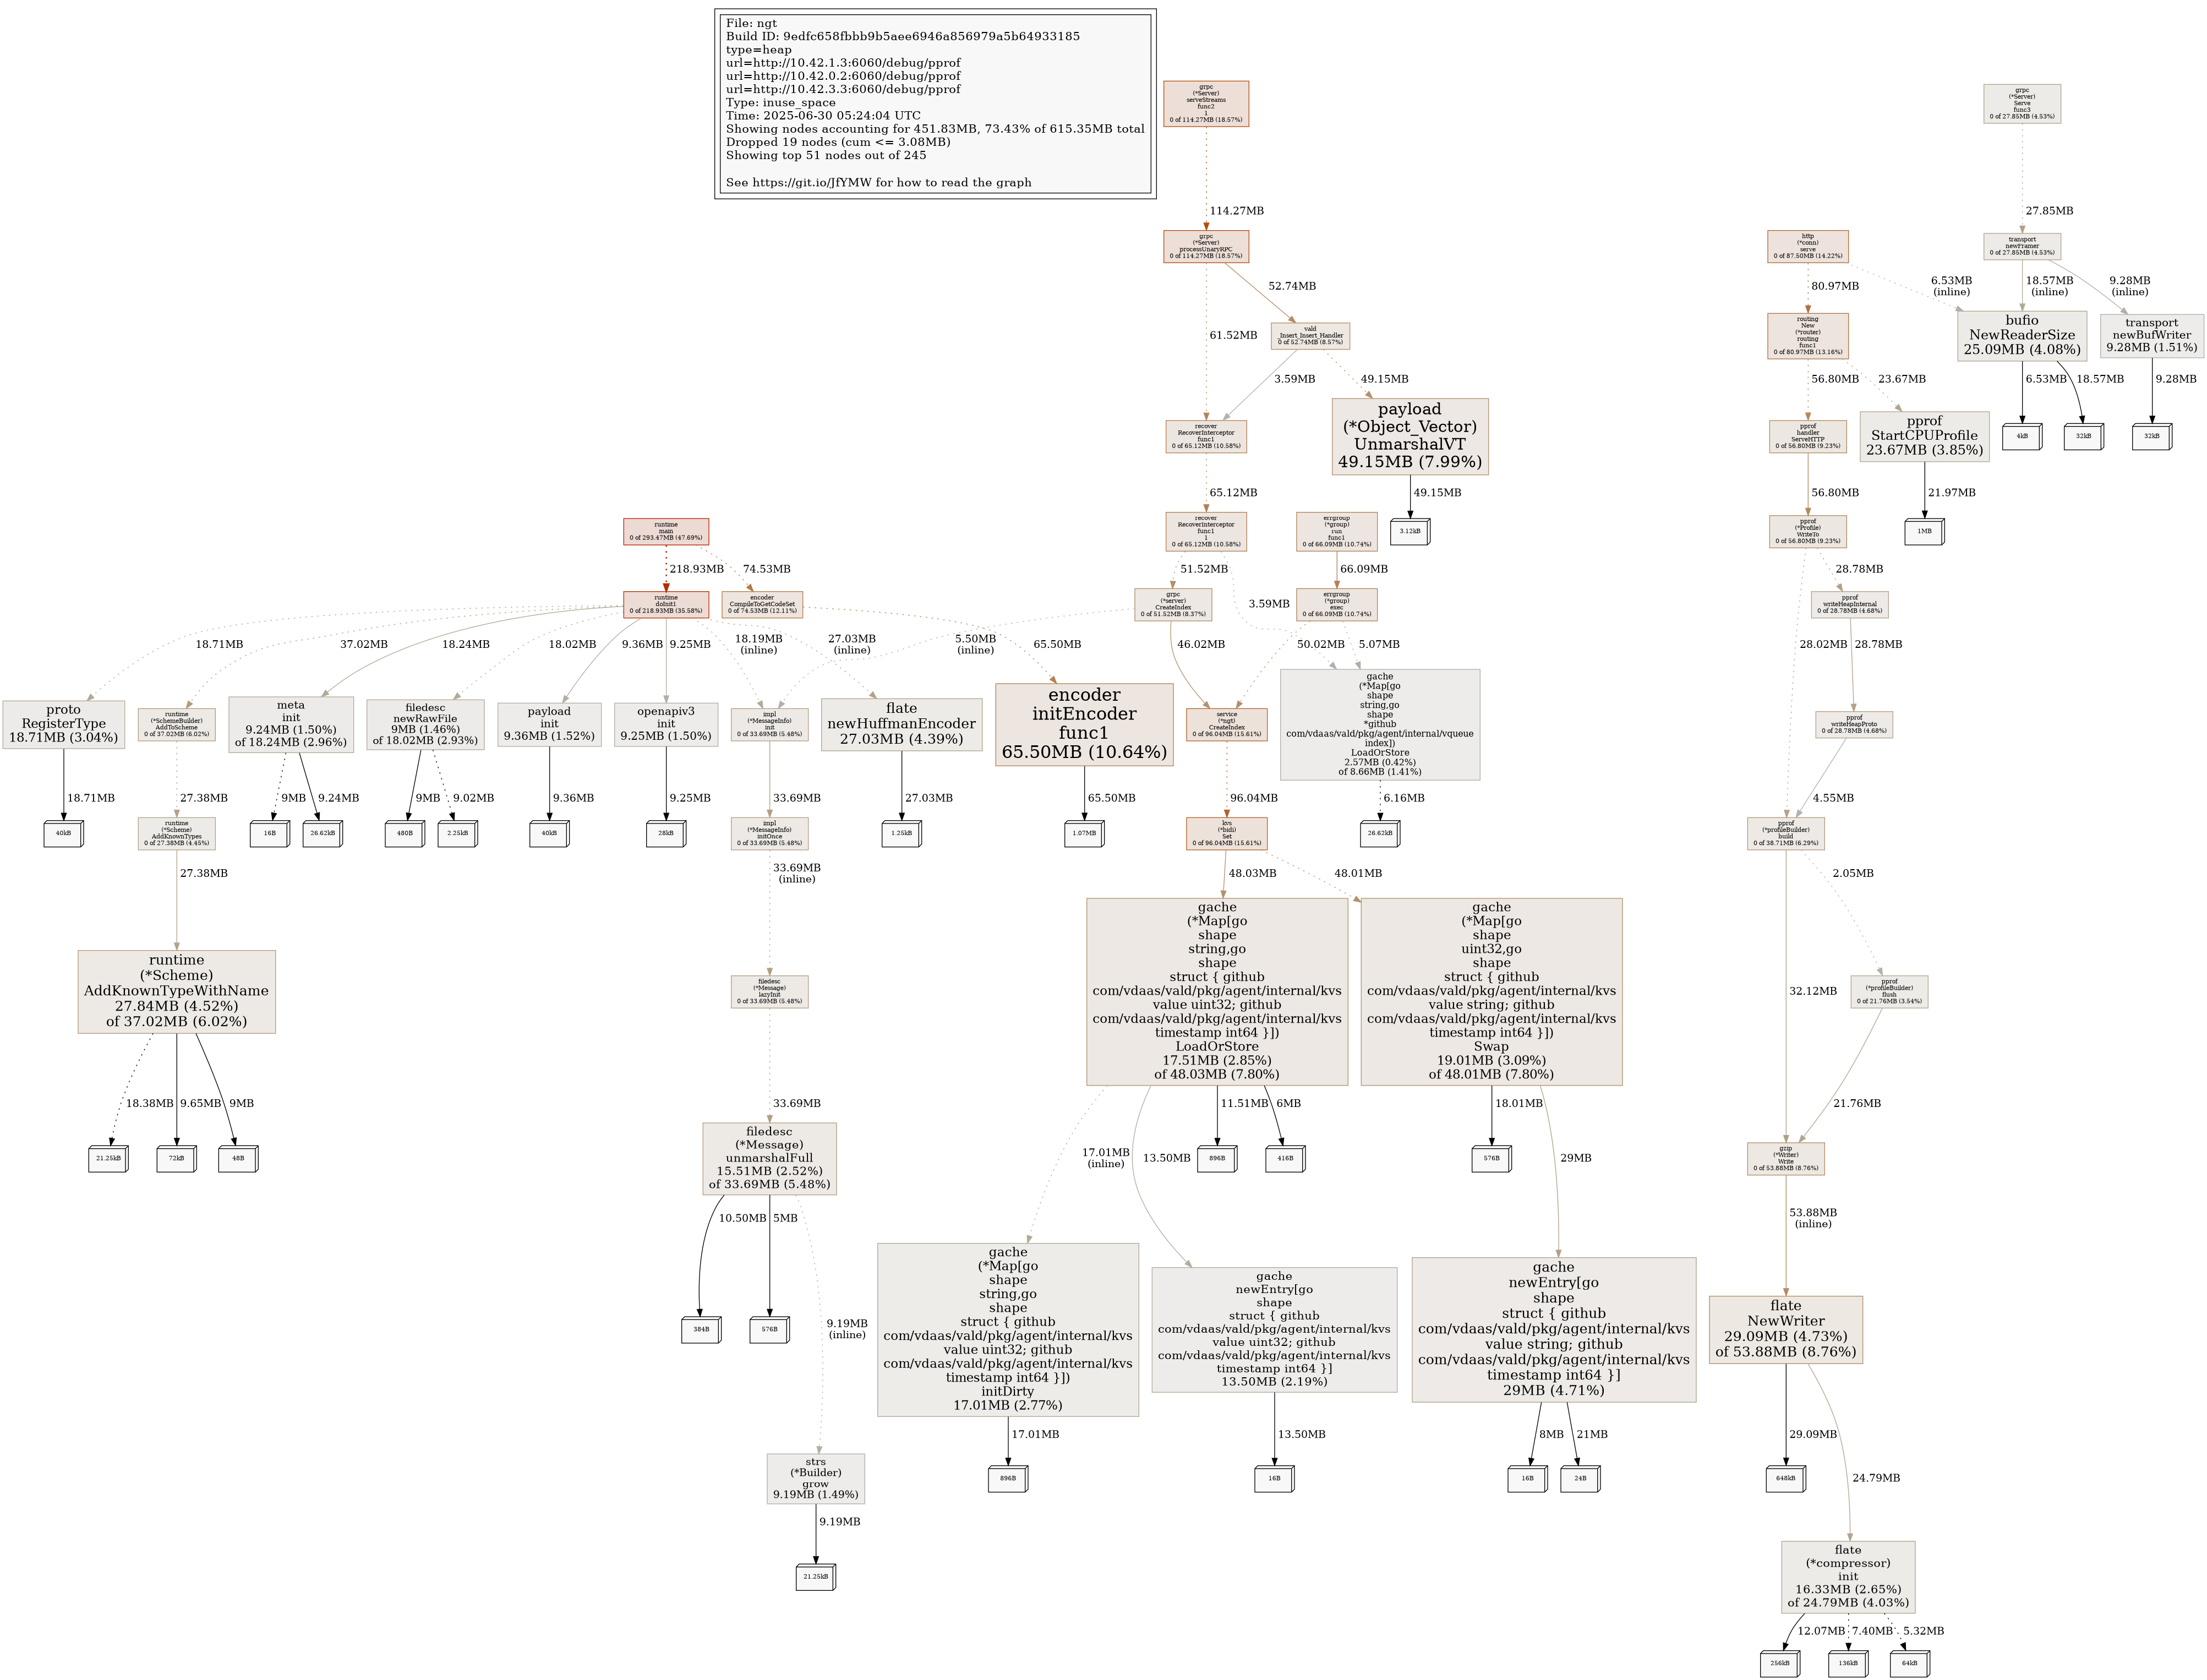 File: ngt
Build ID: 9edfc658fbbb9b5aee6946a856979a5b64933185
type=heap
url=http://10.42.1.3:6060/debug/pprof
url=http://10.42.0.2:6060/debug/pprof
url=http://10.42.3.3:6060/debug/pprof
Type: inuse_space
Time: 2025-06-30 05:24:04 UTC
Showing nodes accounting for 451.83MB, 73.43% of 615.35MB total
Dropped 19 nodes (cum <= 3.08MB)
Showing top 51 nodes out of 245
See https://git.io/JfYMW for how to read the graph
grpc
(*Server)
serveStreams
func2
1
0 of 114.27MB (18.57%)
grpc
(*Server)
Serve
func3
0 of 27.85MB (4.53%)
114.27MB
27.85MB
grpc
(*Server)
processUnaryRPC
0 of 114.27MB (18.57%)
http
(*conn)
serve
0 of 87.50MB (14.22%)
transport
newFramer
0 of 27.85MB (4.53%)
52.74MB
61.52MB
80.97MB
6.53MB
(inline)
18.57MB
(inline)
9.28MB
(inline)
vald
_Insert_Insert_Handler
0 of 52.74MB (8.57%)
routing
New
(*router)
routing
func1
0 of 80.97MB (13.16%)
bufio
NewReaderSize
25.09MB (4.08%)
transport
newBufWriter
9.28MB (1.51%)
3.59MB
49.15MB
56.80MB
23.67MB
6.53MB
18.57MB
9.28MB
recover
RecoverInterceptor
func1
0 of 65.12MB (10.58%)
payload
(*Object_Vector)
UnmarshalVT
49.15MB (7.99%)
pprof
handler
ServeHTTP
0 of 56.80MB (9.23%)
pprof
StartCPUProfile
23.67MB (3.85%)
4kB
32kB
32kB
65.12MB
49.15MB
56.80MB
21.97MB
runtime
main
0 of 293.47MB (47.69%)
recover
RecoverInterceptor
func1
1
0 of 65.12MB (10.58%)
errgroup
(*group)
run
func1
0 of 66.09MB (10.74%)
3.12kB
pprof
(*Profile)
WriteTo
0 of 56.80MB (9.23%)
1MB
218.93MB
74.53MB
51.52MB
3.59MB
66.09MB
28.78MB
28.02MB
runtime
doInit1
0 of 218.93MB (35.58%)
encoder
CompileToGetCodeSet
0 of 74.53MB (12.11%)
grpc
(*server)
CreateIndex
0 of 51.52MB (8.37%)
errgroup
(*group)
exec
0 of 66.09MB (10.74%)
pprof
writeHeapInternal
0 of 28.78MB (4.68%)
18.71MB
37.02MB
18.24MB
18.02MB
9.36MB
9.25MB
18.19MB
(inline)
27.03MB
(inline)
5.50MB
(inline)
65.50MB
46.02MB
50.02MB
5.07MB
28.78MB
proto
RegisterType
18.71MB (3.04%)
runtime
(*SchemeBuilder)
AddToScheme
0 of 37.02MB (6.02%)
meta
init
9.24MB (1.50%)
of 18.24MB (2.96%)
filedesc
newRawFile
9MB (1.46%)
of 18.02MB (2.93%)
payload
init
9.36MB (1.52%)
openapiv3
init
9.25MB (1.50%)
impl
(*MessageInfo)
init
0 of 33.69MB (5.48%)
flate
newHuffmanEncoder
27.03MB (4.39%)
encoder
initEncoder
func1
65.50MB (10.64%)
service
(*ngt)
CreateIndex
0 of 96.04MB (15.61%)
gache
(*Map[go
shape
string,go
shape
*github
com/vdaas/vald/pkg/agent/internal/vqueue
index])
LoadOrStore
2.57MB (0.42%)
of 8.66MB (1.41%)
pprof
writeHeapProto
0 of 28.78MB (4.68%)
18.71MB
27.38MB
9MB
9.24MB
9MB
9.02MB
9.36MB
9.25MB
33.69MB
27.03MB
65.50MB
96.04MB
6.16MB
4.55MB
40kB
runtime
(*Scheme)
AddKnownTypes
0 of 27.38MB (4.45%)
16B
26.62kB
480B
2.25kB
40kB
28kB
impl
(*MessageInfo)
initOnce
0 of 33.69MB (5.48%)
1.25kB
1.07MB
kvs
(*bidi)
Set
0 of 96.04MB (15.61%)
26.62kB
pprof
(*profileBuilder)
build
0 of 38.71MB (6.29%)
27.38MB
33.69MB
(inline)
48.03MB
48.01MB
2.05MB
32.12MB
runtime
(*Scheme)
AddKnownTypeWithName
27.84MB (4.52%)
of 37.02MB (6.02%)
filedesc
(*Message)
lazyInit
0 of 33.69MB (5.48%)
gache
(*Map[go
shape
string,go
shape
struct { github
com/vdaas/vald/pkg/agent/internal/kvs
value uint32; github
com/vdaas/vald/pkg/agent/internal/kvs
timestamp int64 }])
LoadOrStore
17.51MB (2.85%)
of 48.03MB (7.80%)
gache
(*Map[go
shape
uint32,go
shape
struct { github
com/vdaas/vald/pkg/agent/internal/kvs
value string; github
com/vdaas/vald/pkg/agent/internal/kvs
timestamp int64 }])
Swap
19.01MB (3.09%)
of 48.01MB (7.80%)
pprof
(*profileBuilder)
flush
0 of 21.76MB (3.54%)
18.38MB
9.65MB
9MB
33.69MB
17.01MB
(inline)
13.50MB
11.51MB
6MB
18.01MB
29MB
21.76MB
21.25kB
72kB
48B
filedesc
(*Message)
unmarshalFull
15.51MB (2.52%)
of 33.69MB (5.48%)
896B
416B
576B
gzip
(*Writer)
Write
0 of 53.88MB (8.76%)
10.50MB
5MB
9.19MB
(inline)
53.88MB
(inline)
384B
576B
gache
(*Map[go
shape
string,go
shape
struct { github
com/vdaas/vald/pkg/agent/internal/kvs
value uint32; github
com/vdaas/vald/pkg/agent/internal/kvs
timestamp int64 }])
initDirty
17.01MB (2.77%)
gache
newEntry[go
shape
struct { github
com/vdaas/vald/pkg/agent/internal/kvs
value uint32; github
com/vdaas/vald/pkg/agent/internal/kvs
timestamp int64 }]
13.50MB (2.19%)
gache
newEntry[go
shape
struct { github
com/vdaas/vald/pkg/agent/internal/kvs
value string; github
com/vdaas/vald/pkg/agent/internal/kvs
timestamp int64 }]
29MB (4.71%)
flate
NewWriter
29.09MB (4.73%)
of 53.88MB (8.76%)
17.01MB
13.50MB
8MB
21MB
29.09MB
24.79MB
strs
(*Builder)
grow
9.19MB (1.49%)
896B
16B
16B
24B
648kB
9.19MB
21.25kB
flate
(*compressor)
init
16.33MB (2.65%)
of 24.79MB (4.03%)
12.07MB
7.40MB
5.32MB
256kB
136kB
64kB